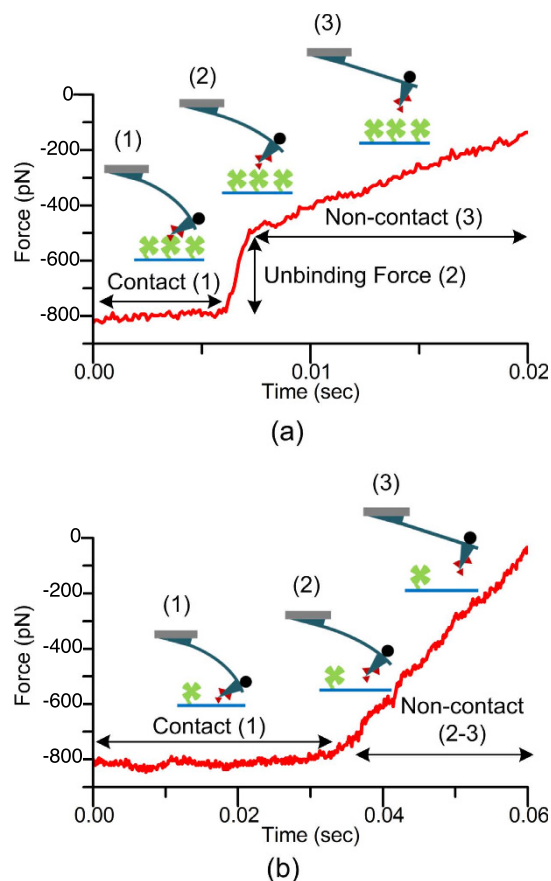 (3)
(2)
(1)
0
-200
-400
-600
-800
Force (pN)
Non-contact (3)
Contact (1)
Unbinding Force (2)
0.00
0.01
0.02
Time (sec)
(a)
(3)
(2)
(1)
0
-200
-400
-600
-800
Force (pN)
Contact (1)
Non-contact
(2-3)
0.00
0.02
0.04
0.06
Time (sec)
(b)